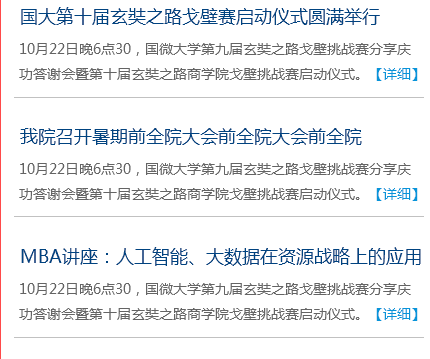 国大第十届玄奘之路戈壁赛启动仪式圆满举行
10月22日晚6点30，国微大学第九届玄奘之路戈壁挑战赛分享庆
功答谢会暨第十届玄奘之路商学院戈壁挑战赛启动仪式。【详细】
我院召开暑期前全院大会前全院大会前全院
10月22日晚6点30，国微大学第九届玄奘之路戈壁挑战赛分享庆
功答谢会暨第十届玄奘之路商学院戈壁挑战赛启动仪式。【详细】
MBA讲座：人工智能、大数据在资源战略上的应用
10月22日晚6点30，国微大学第九届玄奘之路戈壁挑战赛分享庆
功答谢会暨第十届玄奘之路商学院戈壁挑战赛启动仪式。【详细】